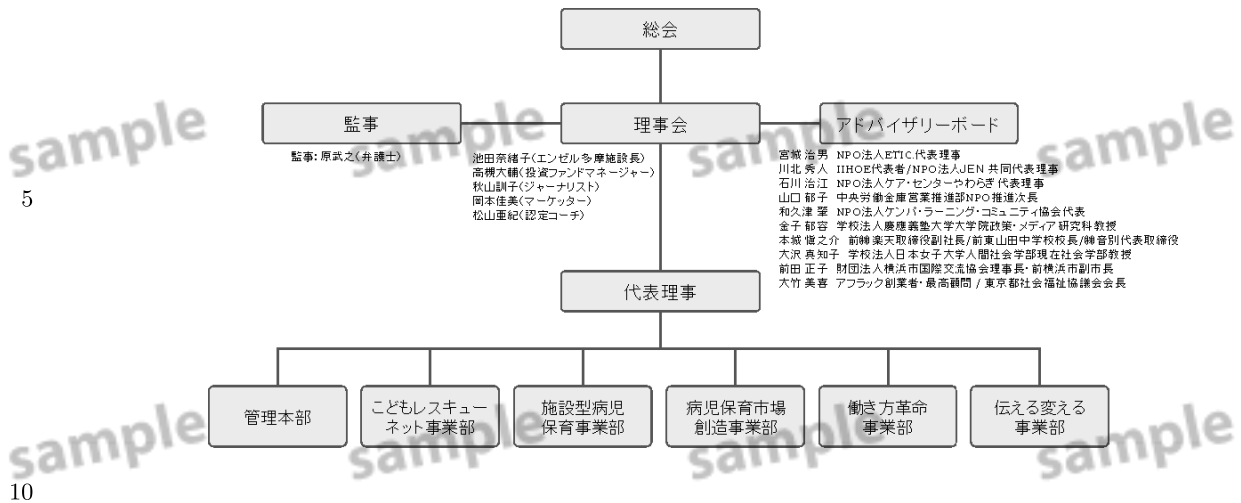 総会
監事
理事会
アドバイザリーボード
監事:原武之(弁護士)
池田奈緒子(エンゼル多摩施設長)
高槻大輔(投資ファンドマネージャー)
秋山訓子(ジャーナリスト)
岡本佳美(マーケッター)
松山亜紀(認定コーチ)
宮城 治男 NPO法人ETIC.代表理事
川北 秀人 IIHOE代表者/NPO法人JEN 共同代表理事
石川 治江 NPO法人ケア・センターやわらぎ 代表理事
山口 郁子 中央労働金庫営業推進部NPO推進次長
和久津 肇 NPO法人ケンパ・ラーニング・コミュニティ協会代表
金子 郁容 学校法人慶應義塾大学大学院政策・メディア研究科教授
本城 慎之介 前㈱楽天取締役副社長/前東山田中学校校長/㈱音別代表取締役
大沢 真知子 学校法人日本女子大学人間社会学部現在社会学部教授
前田 正子 財団法人横浜市国際交流協会理事長・前横浜市副市長
大竹 美喜 アフラック創業者・最高顧問 / 東京都社会福祉協議会会長
5
代表理事
管理本部
こどもレスキュー
ネット事業部
施設型病児
保育事業部
病児保育市場
創造事業部
働き方革命
事業部
伝える変える
事業部
10
sample
sample
sample
sample
sample
sample
sample
sample